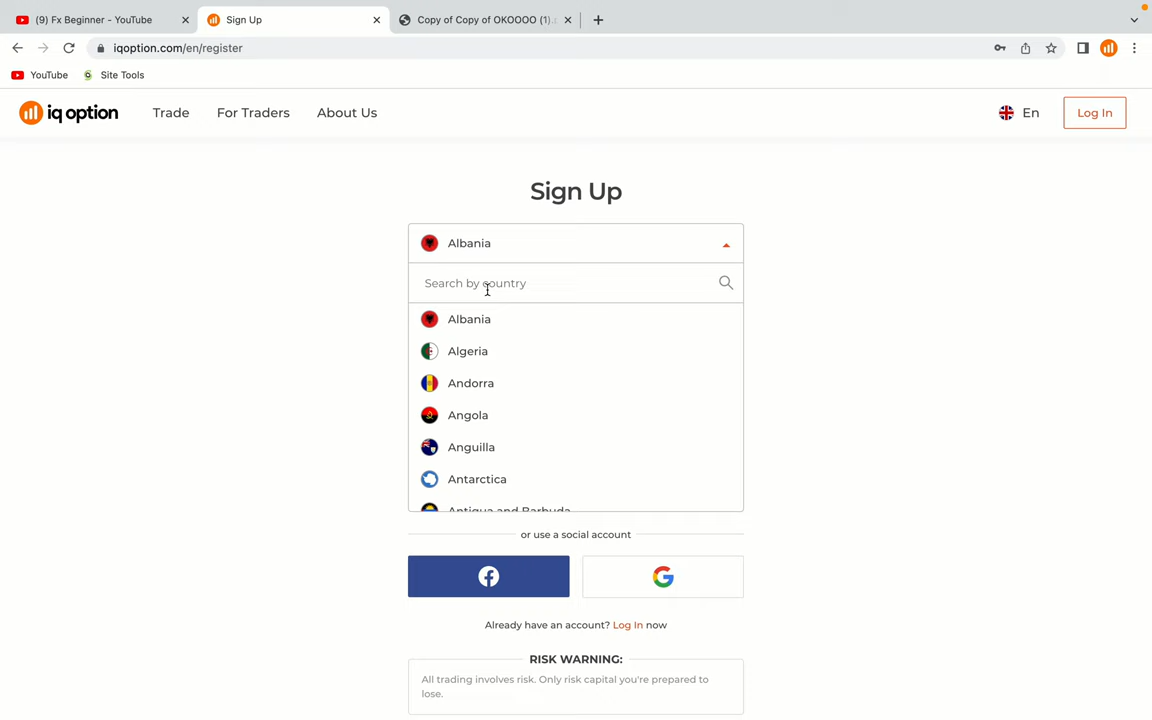 (9) Fx Beginner - YouTube
Sign Up
Copy of Copy of OKOOOO (1).
iqoption.com/en/register
YouTube
Site Tools
iq option
Trade
For Traders
About Us
En
Log In
Sign Up
Albania
Search by country
Albania
Algeria
Andorra
Angola
Anguilla
Antarctica
Antigua and Barbuda
or use a social account
Already have an account? Log In now
RISK WARNING:
All trading involves risk. Only risk capital you're prepared to
lose.